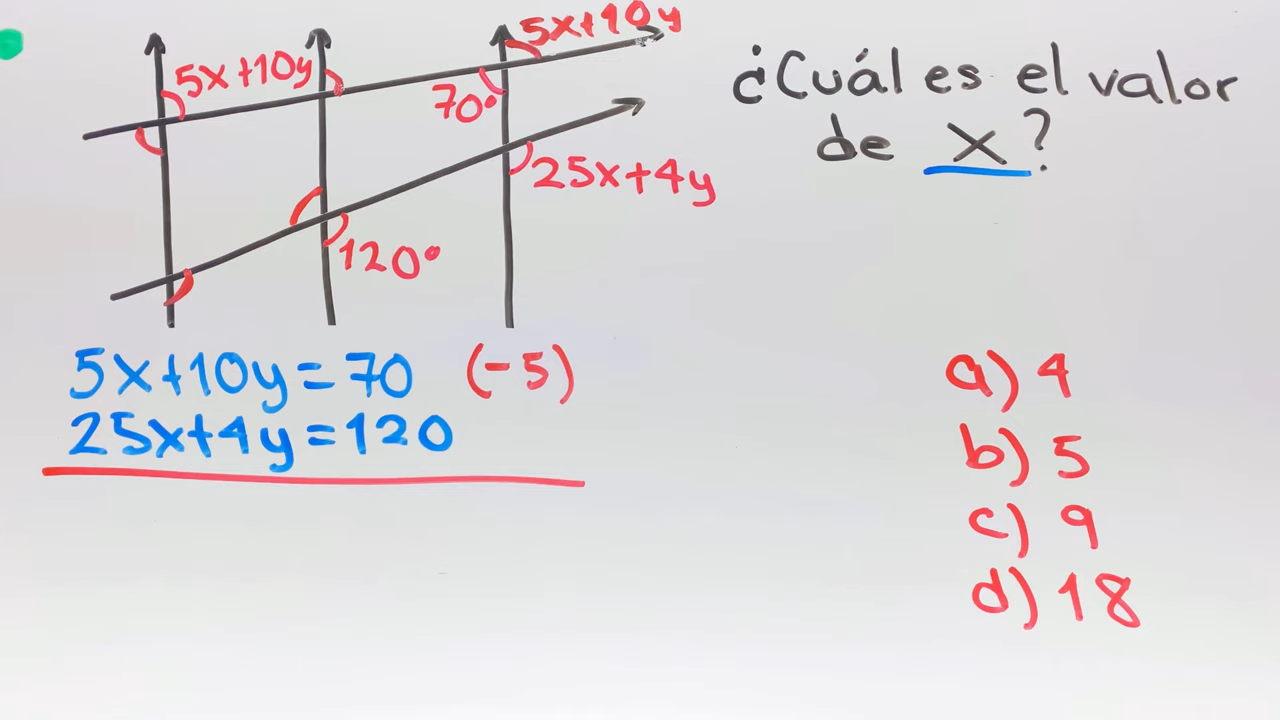 5x+10y
5x+10y
70°
25x+4y
120°
¿Cuál es el valor
de x?
5x+10y=70 (-5)
25x+4y=120
a) 4
b) 5
c) 9
d) 18